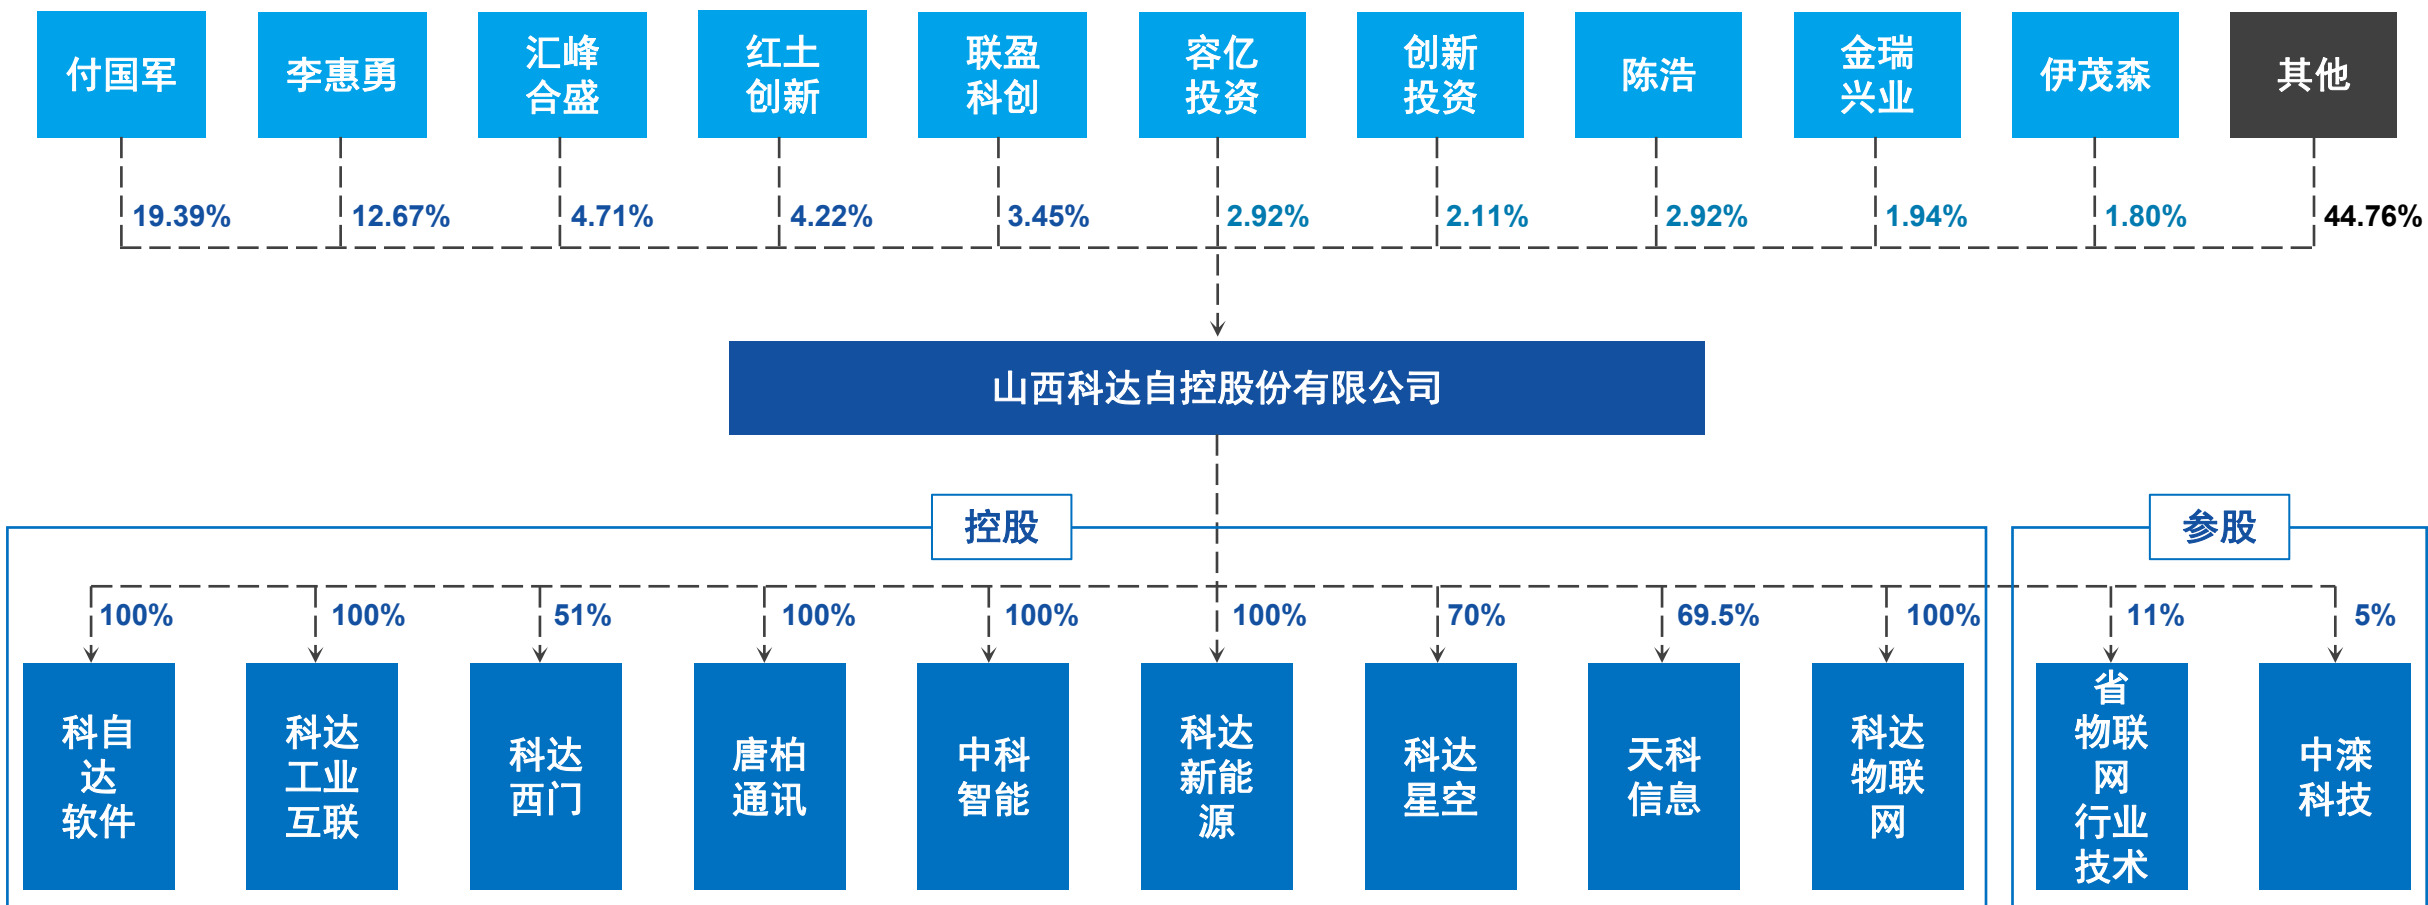 付国军
李惠勇
汇峰
合盛
红土
创新
联盈
科创
容亿
投资
创新
投资
陈浩
金瑞
兴业
伊茂森
其他
19.39%
12.67%
4.71%
4.22%
3.45%
2.92%
2.11%
2.92%
1.94%
1.80%
44.76%
山西科达自控股份有限公司
控股
参股
100%
100%
51%
100%
100%
100%
70%
69.5%
100%
11%
5%
科自
达
软件
科达
工业
互联
科达
西门
唐柏
通讯
中科
智能
科达
新能
源
科达
星空
天科
信息
科达
物联
网
省
物联
网
行业
技术
中滦
科技